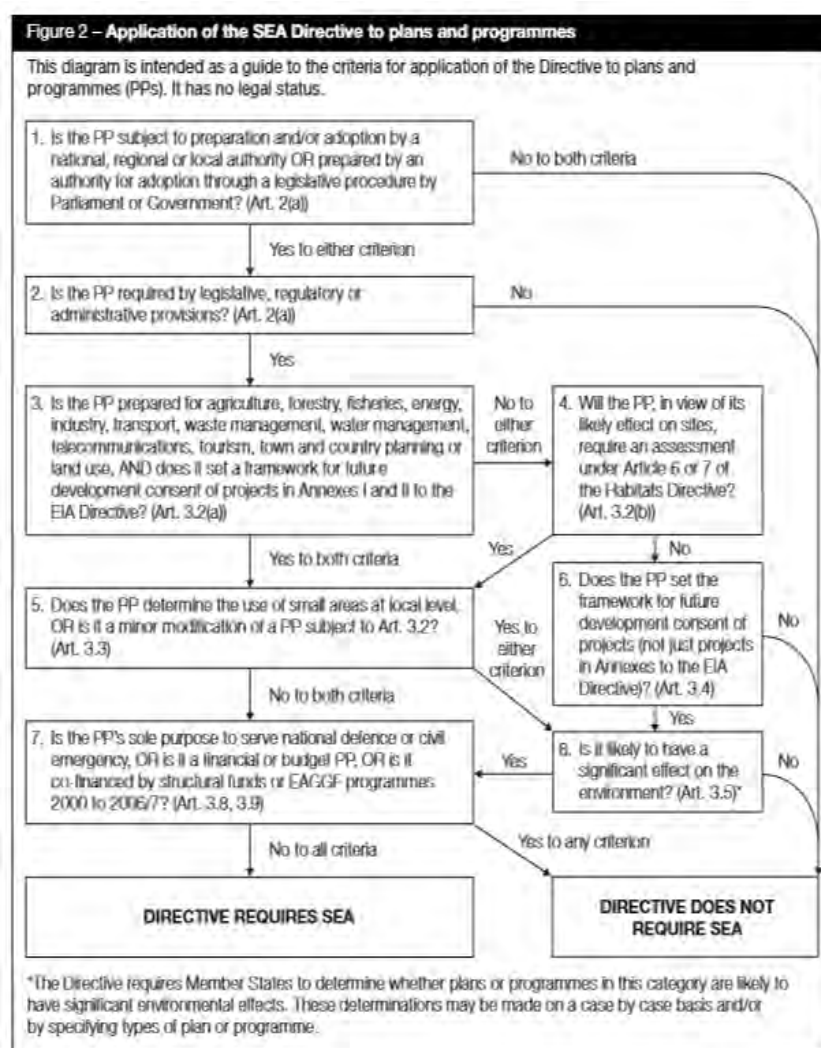 Figure 2 – Application of the SEA Directive to plans and programmes
This diagram is intended as a guide to the criteria for application of the Directive to plans and
programmes (PPs). It has no legal status.
1. Is the PP subject to preparation and/or adoption by a
national, regional or local authority OR prepared by an
authority for adoption through a legislative procedure by
Parliament or Government? (Art. 2(a))
No to both criteria
Yes to either criterion
2. Is the PP required by legislative, regulatory or
administrative provisions? (Art. 2(a))
No
Yes
3. Is the PP prepared for agriculture, forestry, fisheries, energy,
industry, transport, waste management, water management,
telecommunications, tourism, town and country planning or
land use, AND does it set a framework for future
development consent of projects in Annexes I and II to the
EIA Directive? (Art. 3.2(a))
No to
either
criterion
4. Will the PP, in view of its
likely effect on sites,
require an assessment
under Article 6 or 7 of
the Habitats Directive?
(Art. 3.2(b))
Yes to both criteria
Yes
No
5. Does the PP determine the use of small areas at local level,
OR is it a minor modification of a PP subject to Art. 3.2?
(Art. 3.3)
Yes to
either
criterion
6. Does the PP set the
framework for future
development consent of
projects (not just projects
in Annexes to the EIA
Directive)? (Art. 3.4)
No
No to both criteria
Yes
7. Is the PP's sole purpose to serve national defence or civil
emergency, OR is it a financial or budget PP, OR is it
co-financed by structural funds or EAGGF programmes
2000 to 2006/7? (Art. 3.8, 3.9)
Yes
8. Is it likely to have a
significant effect on the
environment? (Art. 3.5)*
No
No to all criteria
Yes to any criterion
DIRECTIVE REQUIRES SEA
DIRECTIVE DOES NOT
REQUIRE SEA
*The Directive requires Member States to determine whether plans or programmes in this category are likely to
have significant environmental effects. These determinations may be made on a case by case basis and/or
by specifying types of plan or programme.